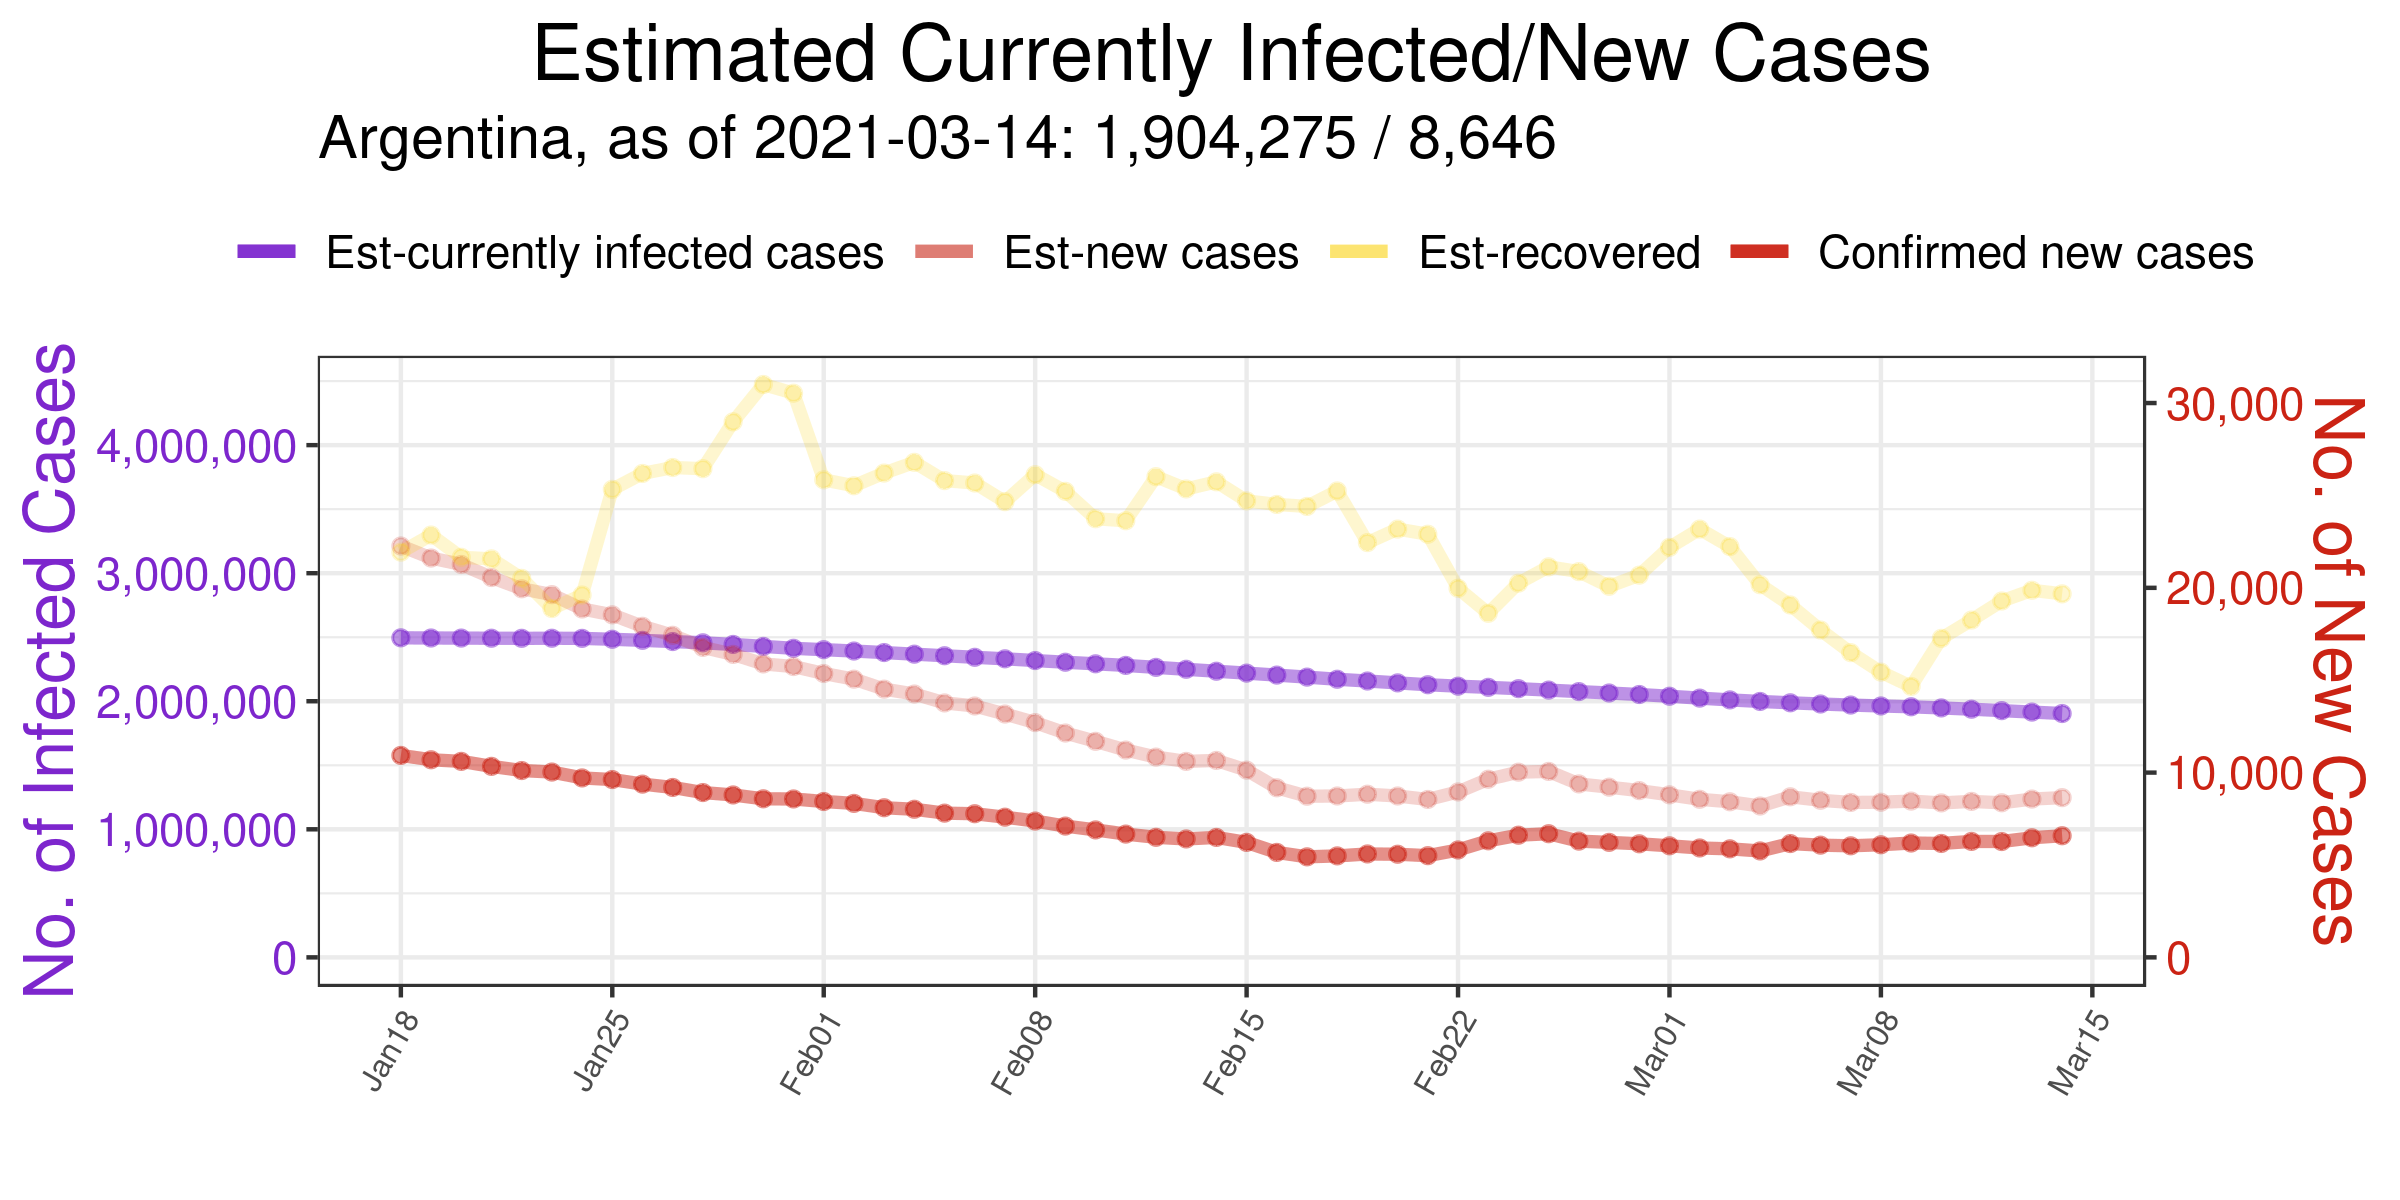 Estimated Currently Infected/New Cases
Argentina, as of 2021-03-14: 1,904,275 / 8,646
Est-currently infected cases Est-new cases Est-recovered Confirmed new cases
No. of Infected Cases
4,000,000
3,000,000
2,000,000
1,000,000
0
30,000
20,000
10,000
0
No. of New Cases
Jan18 Jan25 Feb01 Feb08 Feb15 Feb22 Mar01 Mar08 Mar15